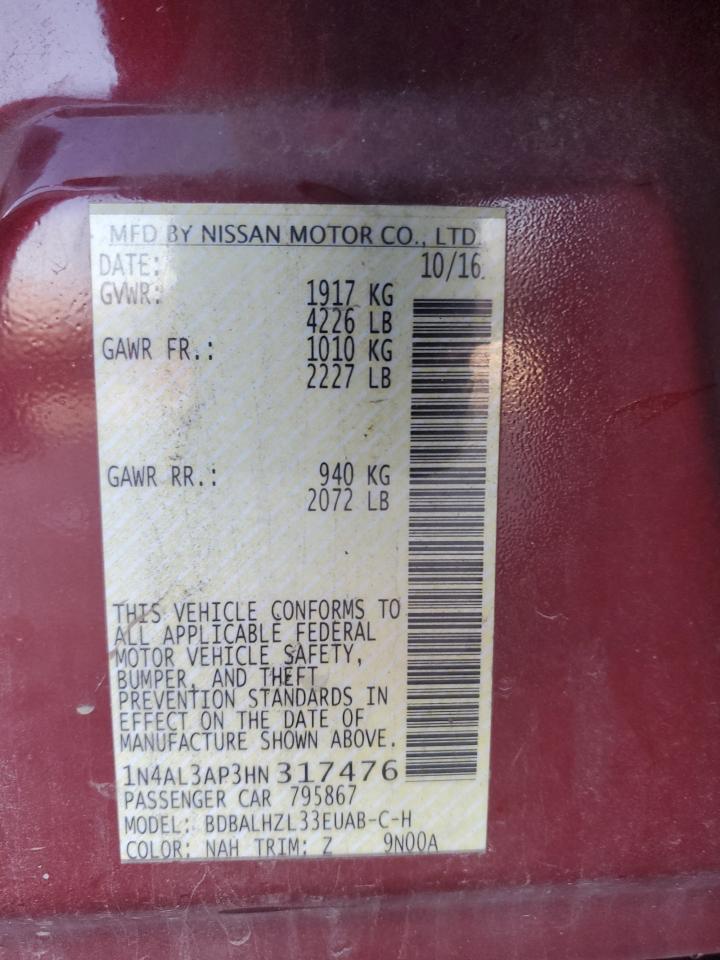 MFD BY NISSAN MOTOR CO., LTD.
DATE: 10/16
GVWR: 1917 KG
4226 LB
GAWR FR.: 1010 KG
2227 LB
GAWR RR.: 940 KG
2072 LB
THIS VEHICLE CONFORMS TO
ALL APPLICABLE FEDERAL
MOTOR VEHICLE SAFETY,
BUMPER, AND THEFT
PREVENTION STANDARDS IN
EFFECT ON THE DATE OF
MANUFACTURE SHOWN ABOVE.
1N4AL3AP3HN317476
PASSENGER CAR 795867
MODEL: BDBALHZL33EUAB-C-H
COLOR: NAH TRIM: Z 9N00A